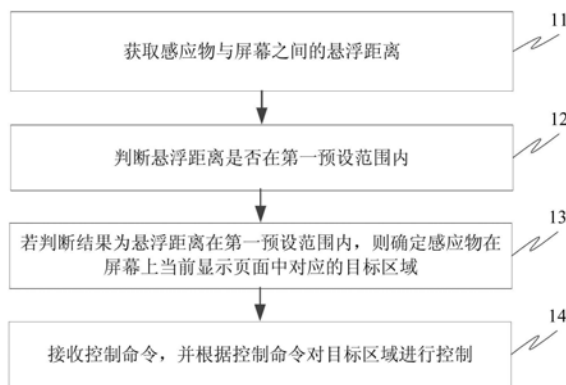 11
获取感应物与屏幕之间的悬浮距离
12
判断悬浮距离是否在第一预设范围内
13
若判断结果为悬浮距离在第一预设范围内，则确定感应物在
屏幕上当前显示页面中对应的目标区域
14
接收控制命令，并根据控制命令对目标区域进行控制